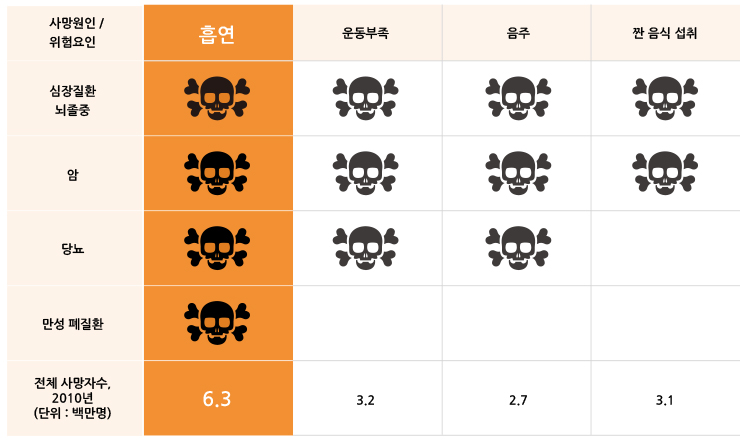 사망원인 /
위험요인
흡연
운동부족
음주
짠 음식 섭취
심장질환
뇌졸중
암
당뇨
만성 폐질환
전체 사망자수,
2010년
(단위 : 백만명)
6.3
3.2
2.7
3.1